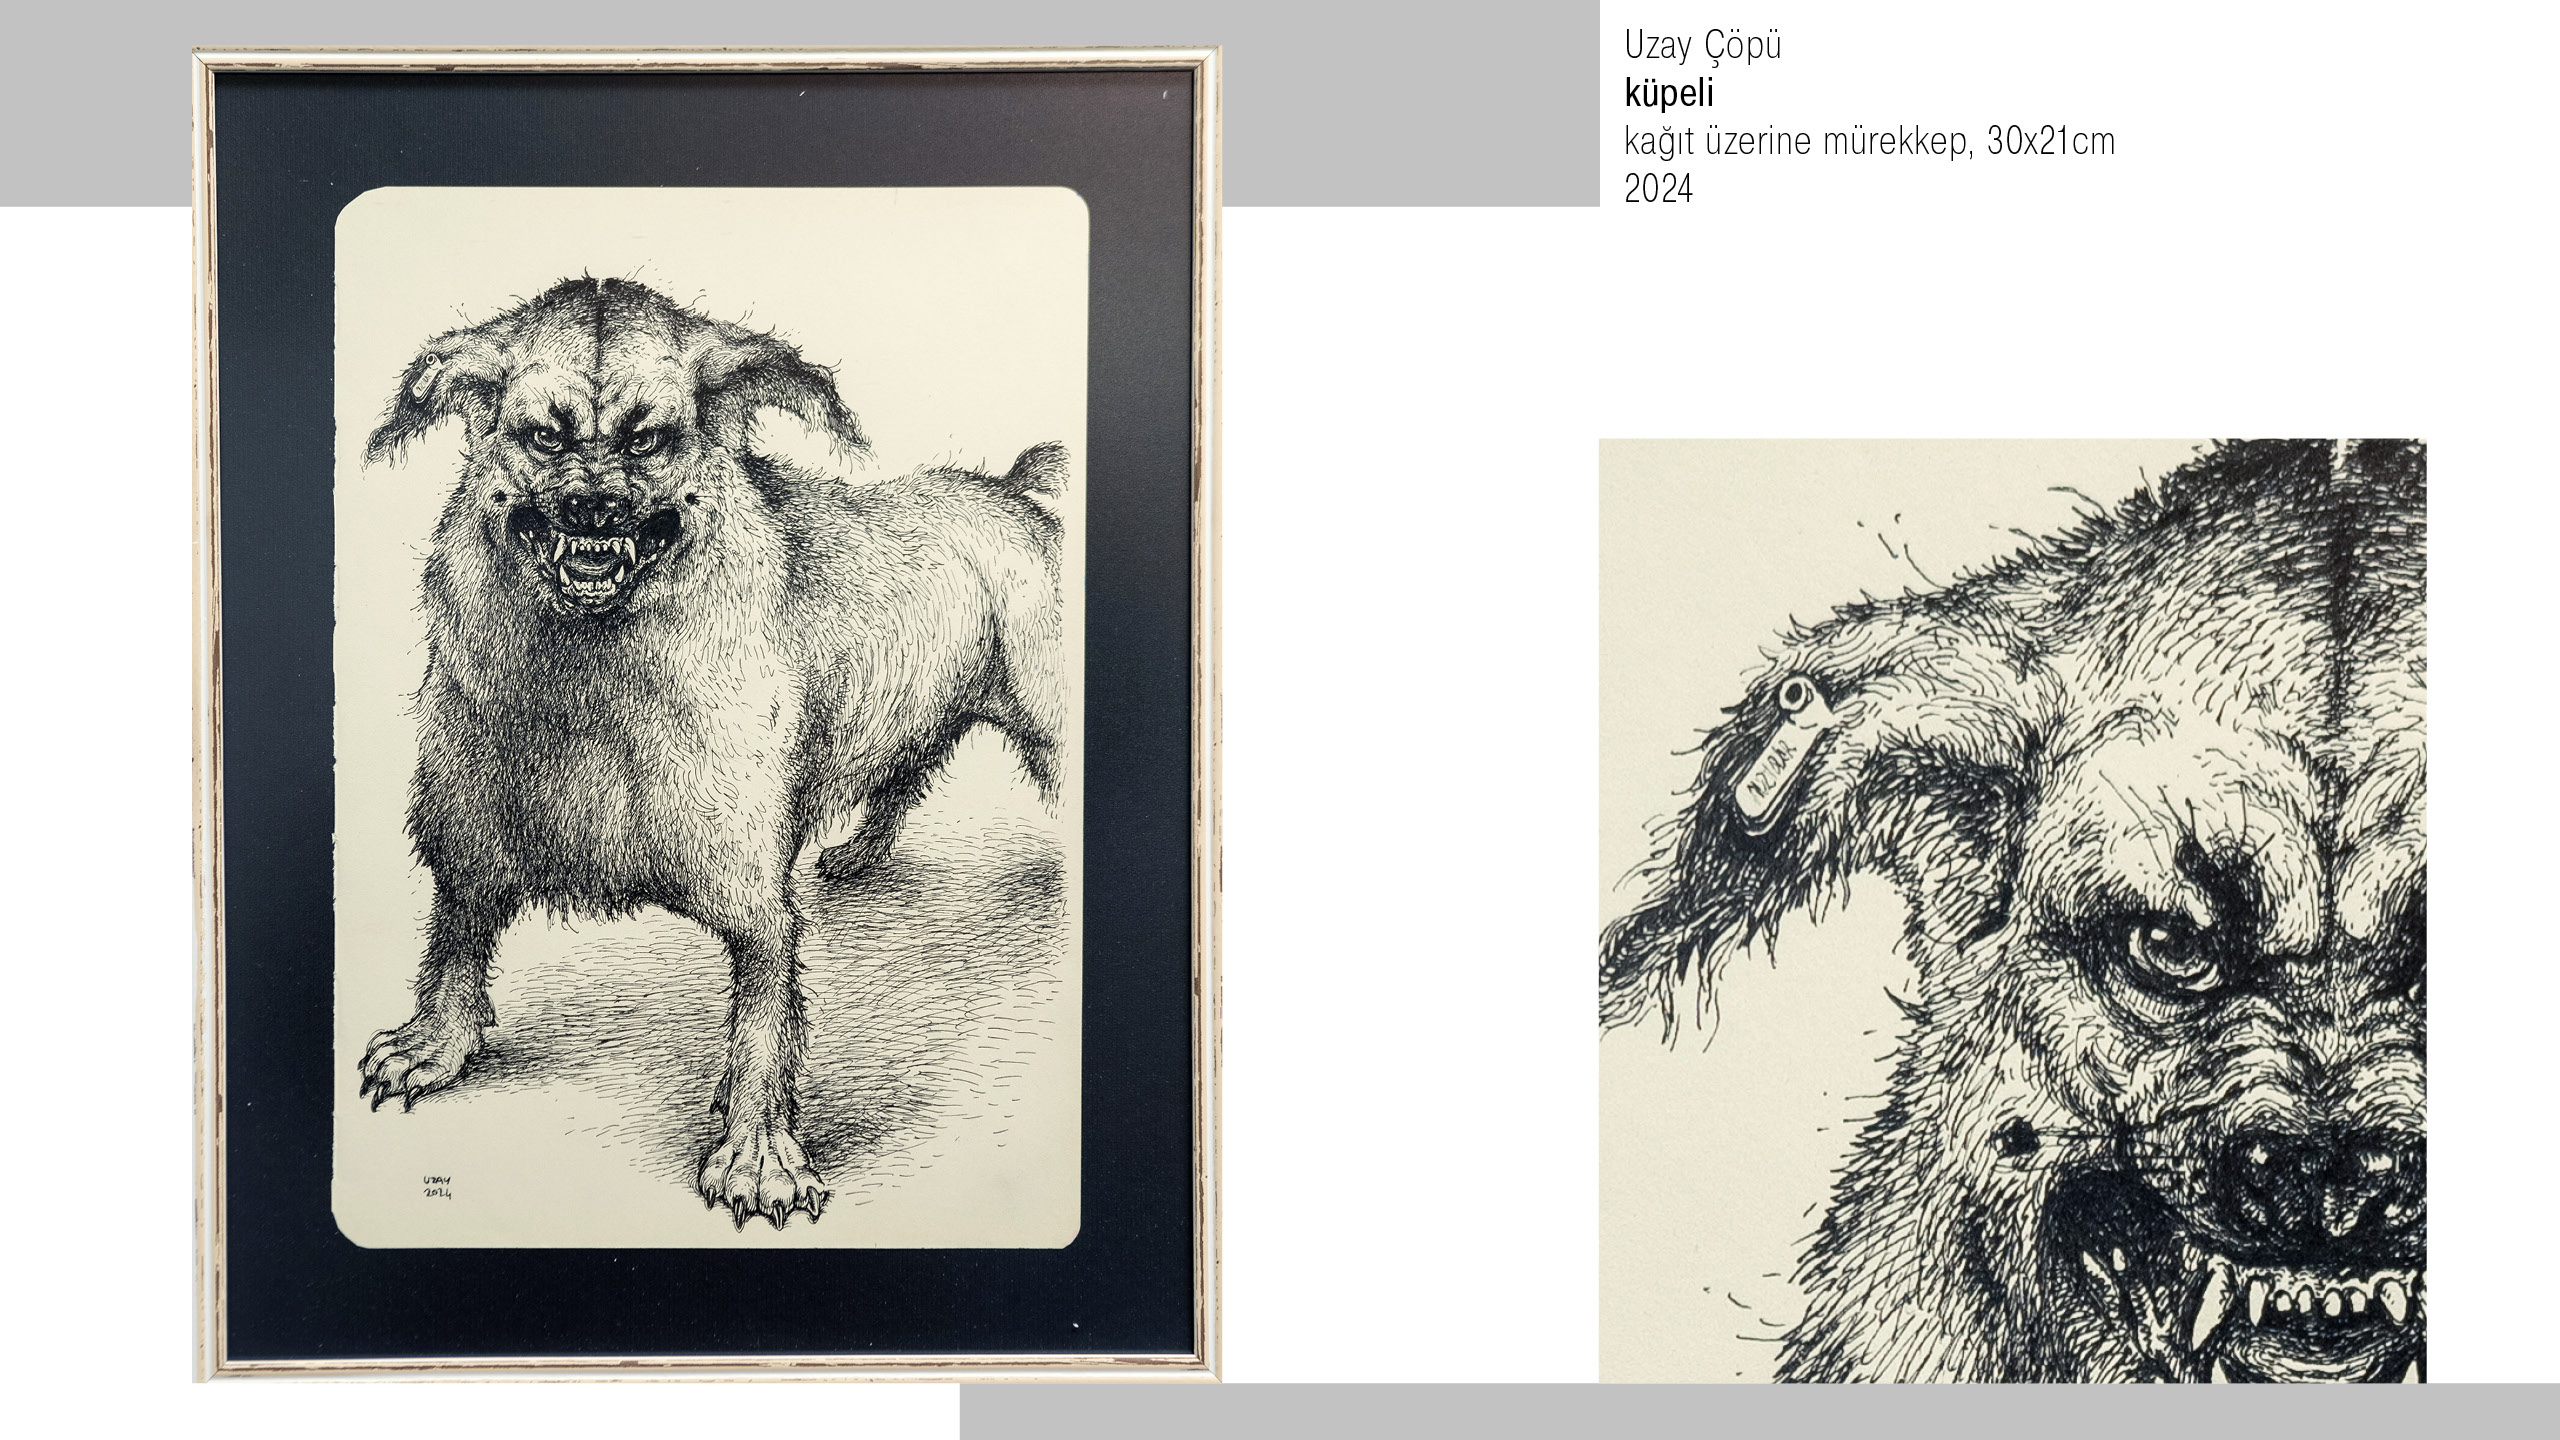 Uzay Çöpü
küpeli
kağıt üzerine mürekkep, 30x21cm
2024
UZAY
2024